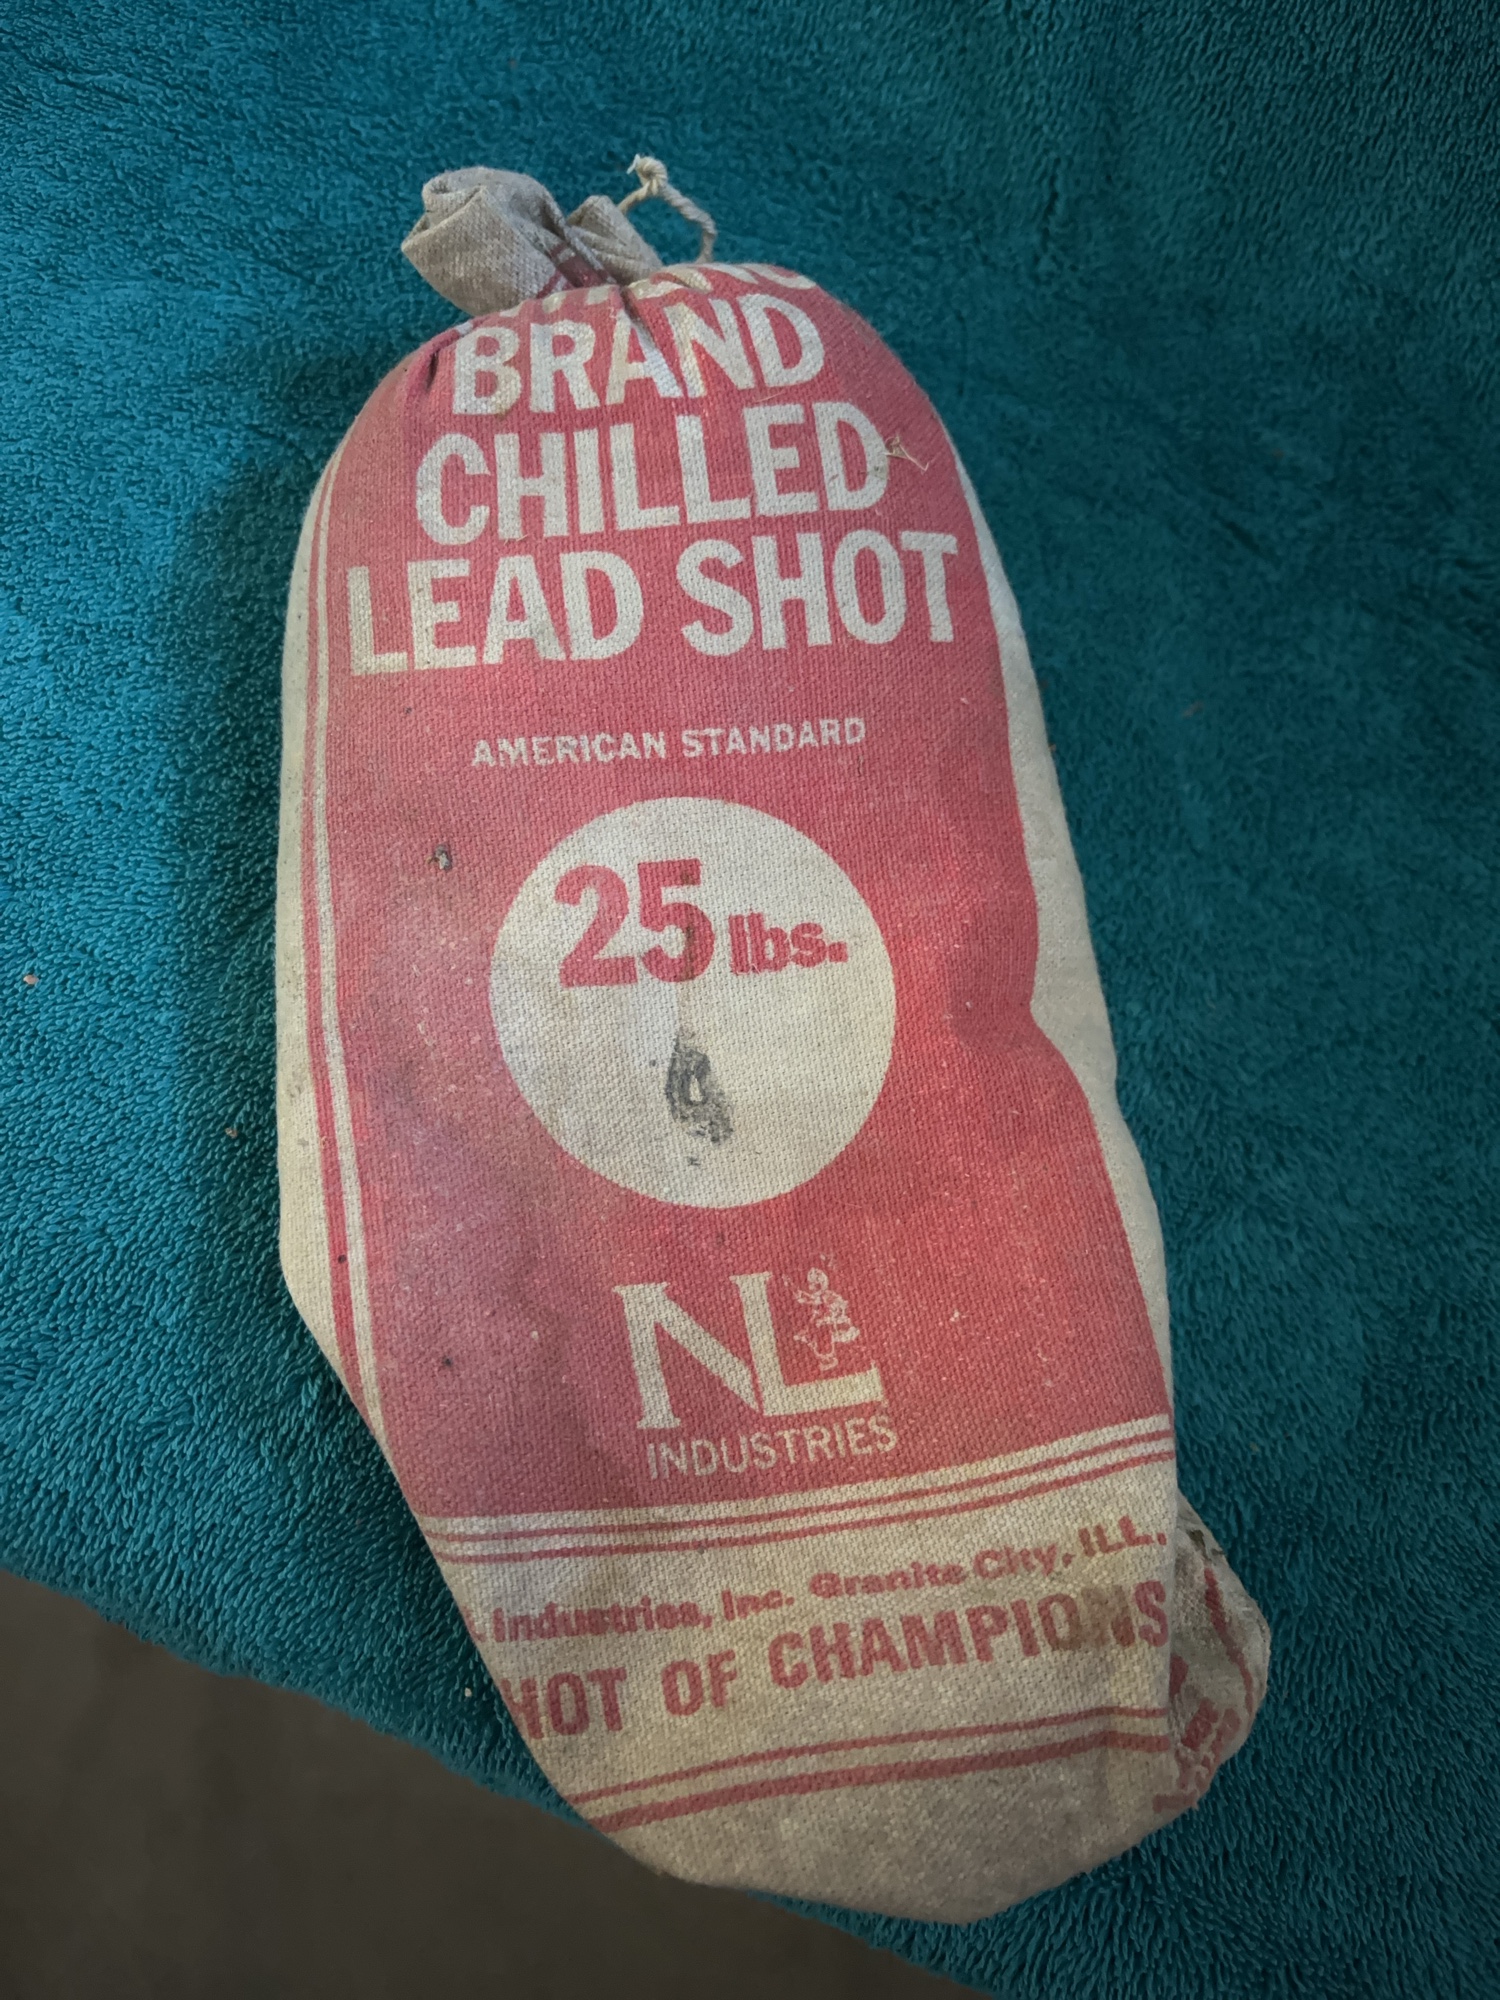 BRAND
CHILLED
LEAD SHOT
AMERICAN STANDARD
25 lbs.
NL
INDUSTRIES
Industries, Inc. Granite City, ILL.
HOT OF CHAMPIONS